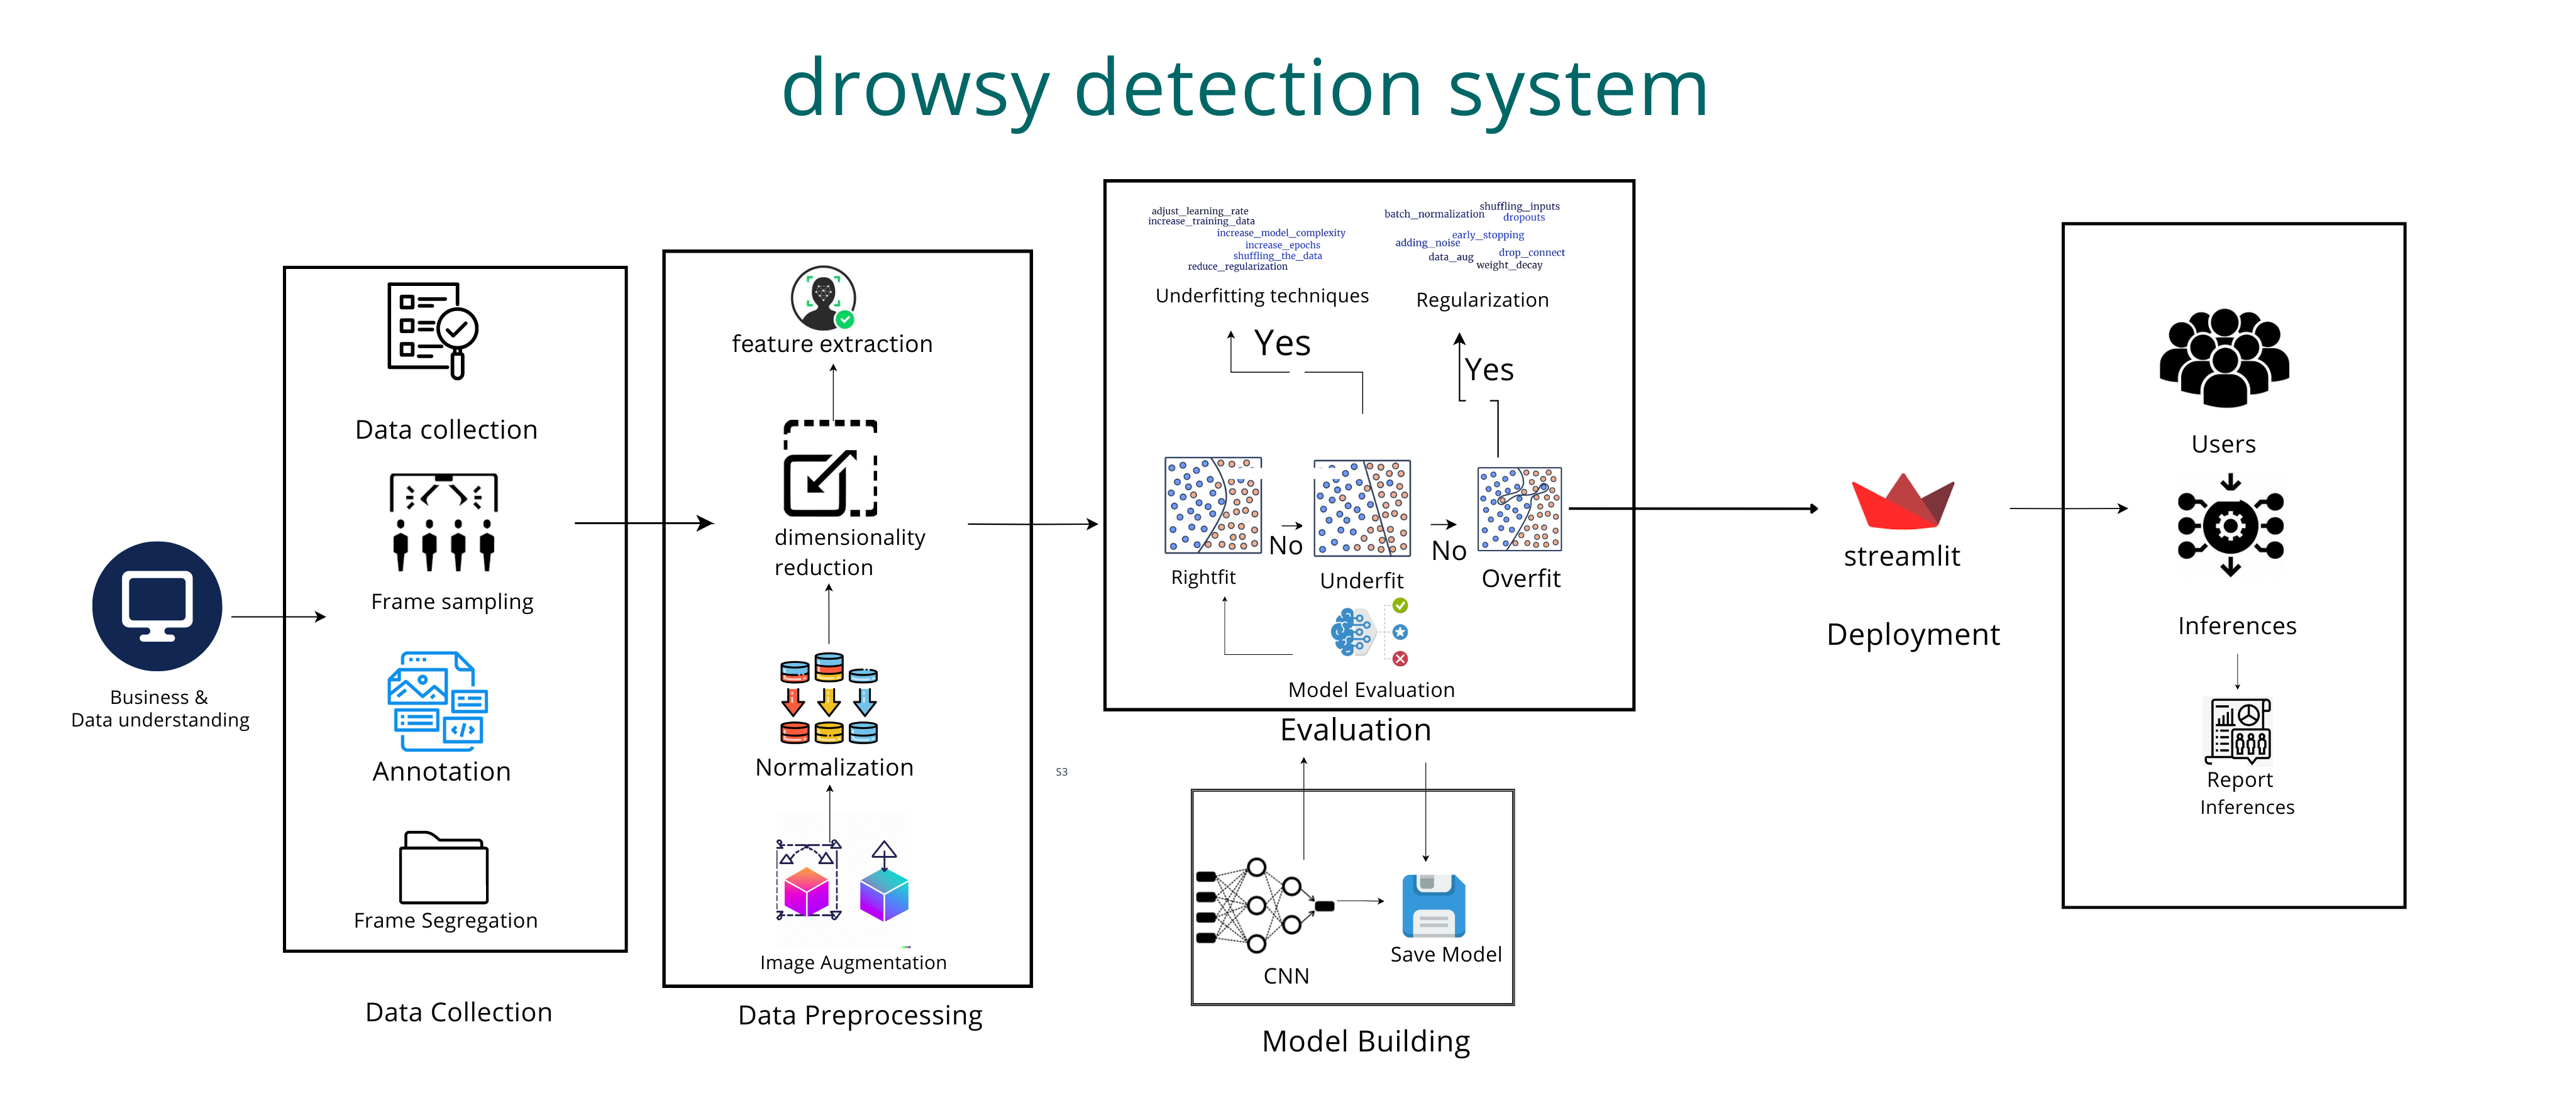 drowsy detection system
Business &
Data understanding
Data collection
Frame sampling
Annotation
Frame Segregation
Data Collection
feature extraction
dimensionality
reduction
Normalization
Image Augmentation
Data Preprocessing
S3
adjust_learning_rate
increase_training_data
increase_model_complexity
increase_epochs
shuffling_the_data
reduce_regularization
Underfitting techniques
shuffling_inputs
batch_normalization
dropouts
early_stopping
adding_noise
drop_connect
data_aug
weight_decay
Regularization
Yes
Yes
No
No
Rightfit
Underfit
Overfit
Model Evaluation
Evaluation
CNN
Save Model
Model Building
streamlit
Deployment
Users
Inferences
Report
Inferences